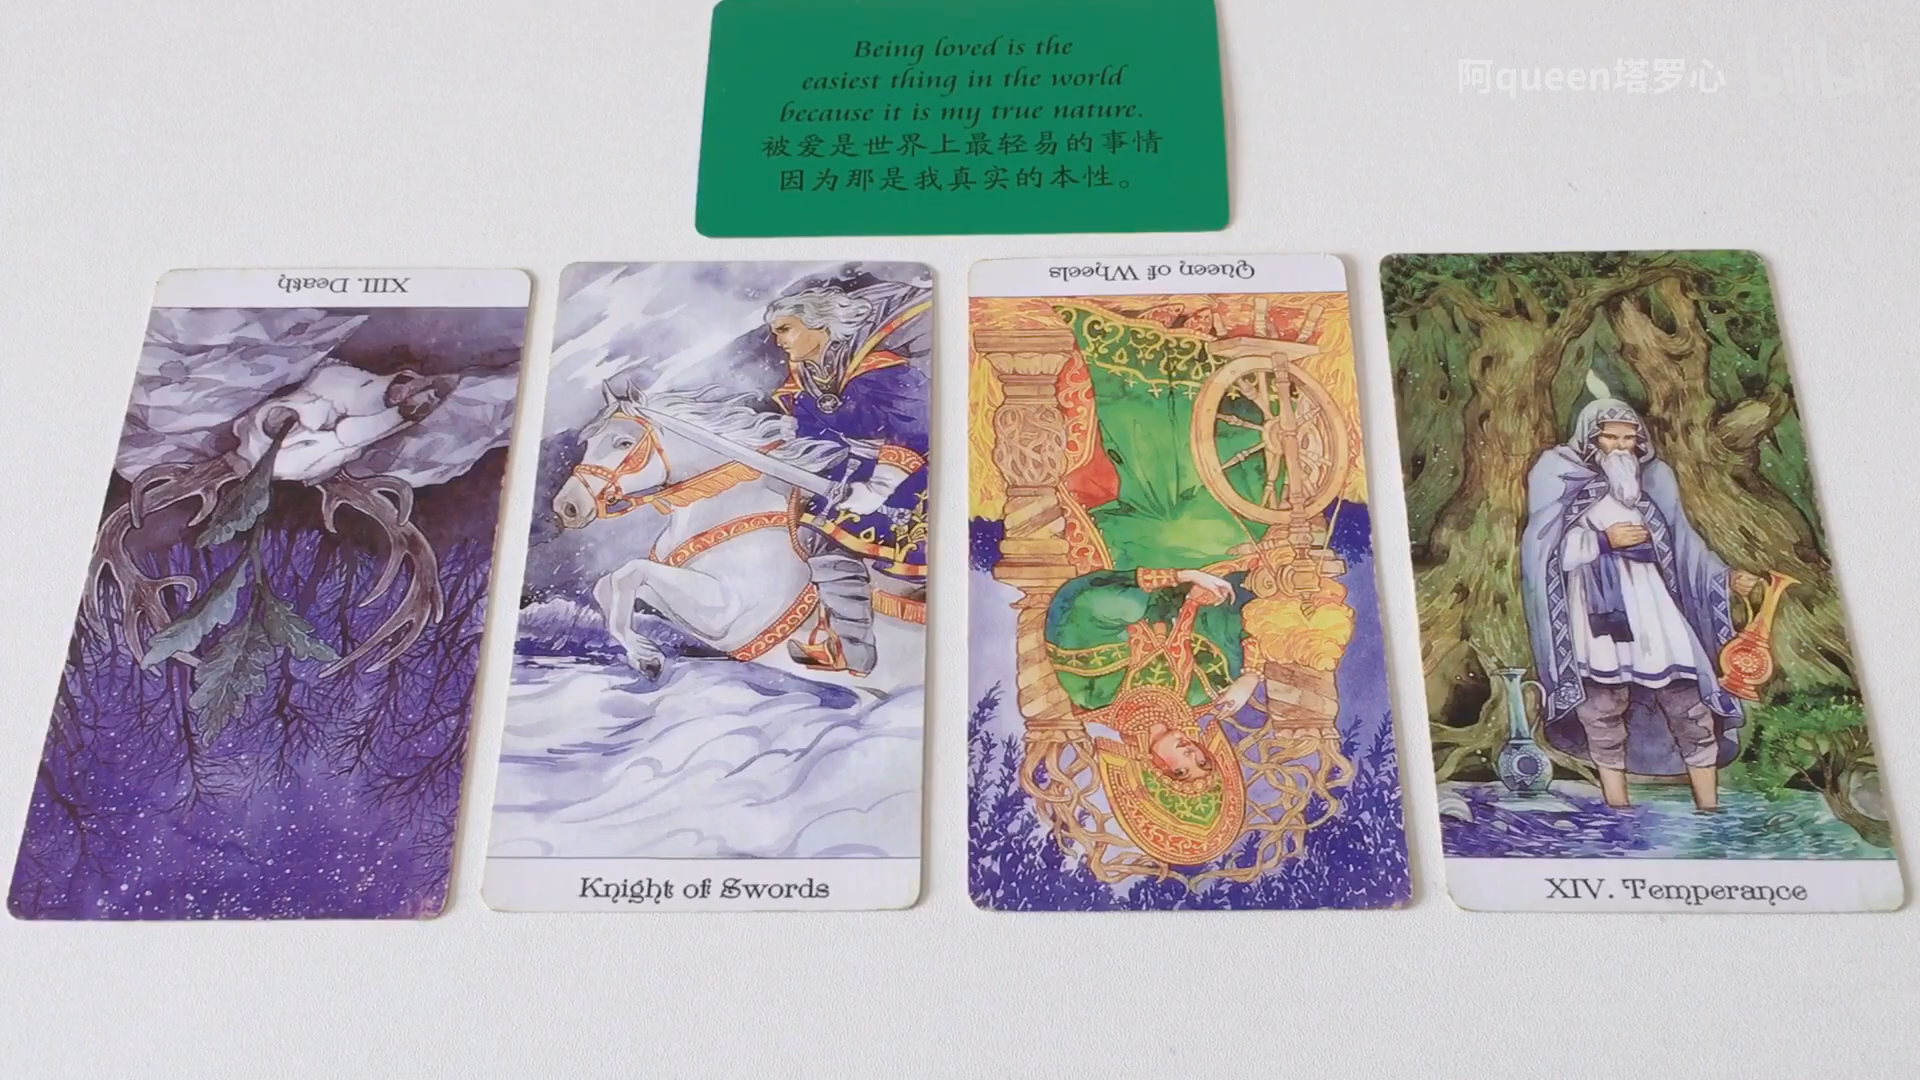 Being loved is the
easiest thing in the world
because it is my true nature.
被爱是世界上最轻易的事情
因为那是我真实的本性。
阿queen塔罗心
bilibili
XIII. Death
Knight of Swords
Queen of Wheels
XIV. Temperance